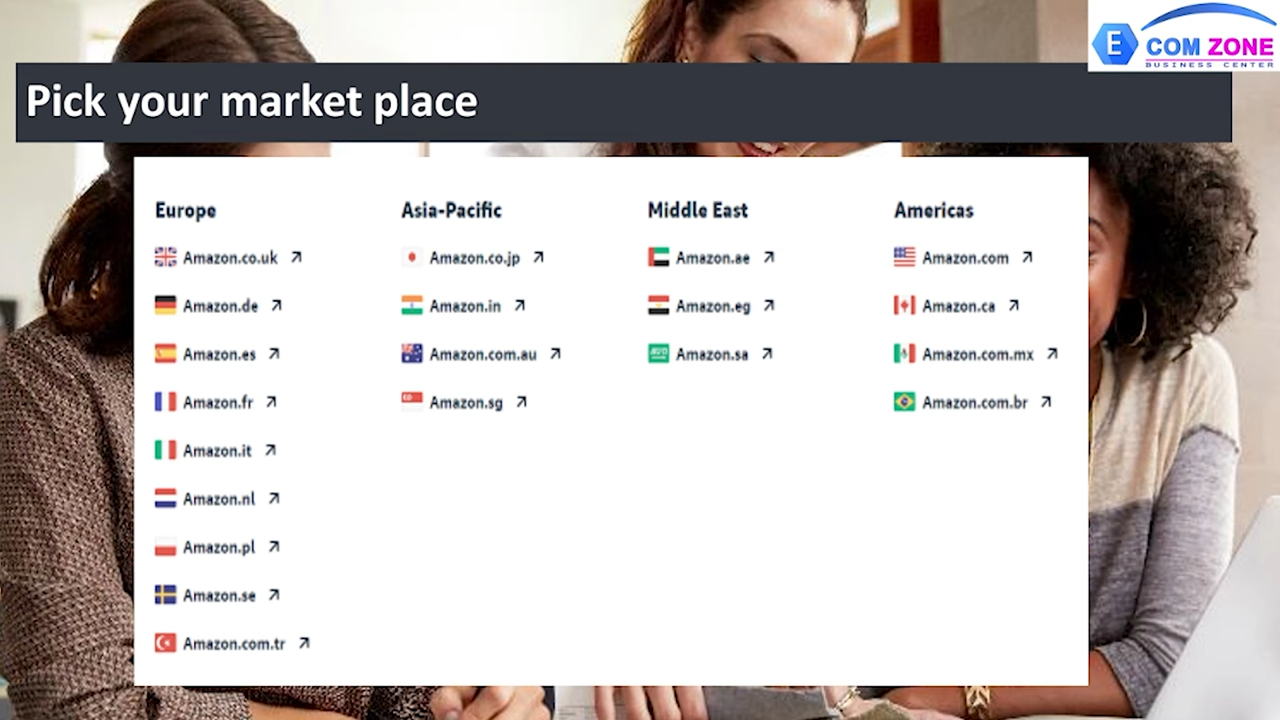 E COM ZONE
BUSINESS CENTER
Pick your market place
Europe
Amazon.co.uk
Amazon.de
Amazon.es
Amazon.fr
Amazon.it
Amazon.nl
Amazon.pl
Amazon.se
Amazon.com.tr
Asia-Pacific
Amazon.co.jp
Amazon.in
Amazon.com.au
Amazon.sg
Middle East
Amazon.ae
Amazon.eg
Amazon.sa
Americas
Amazon.com
Amazon.ca
Amazon.com.mx
Amazon.com.br